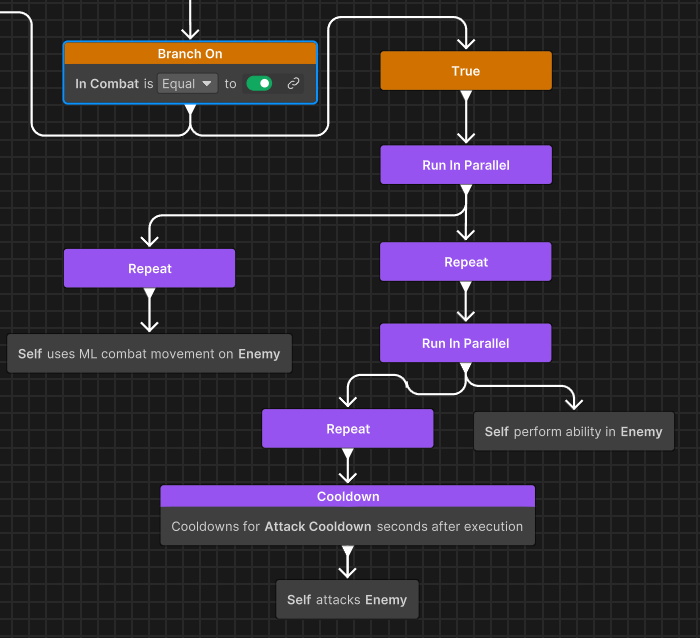 Branch On
In Combat is Equal to
True
Run In Parallel
Repeat
Repeat
Self uses ML combat movement on Enemy
Run In Parallel
Repeat
Self perform ability in Enemy
Cooldown
Cooldowns for Attack Cooldown seconds after execution
Self attacks Enemy